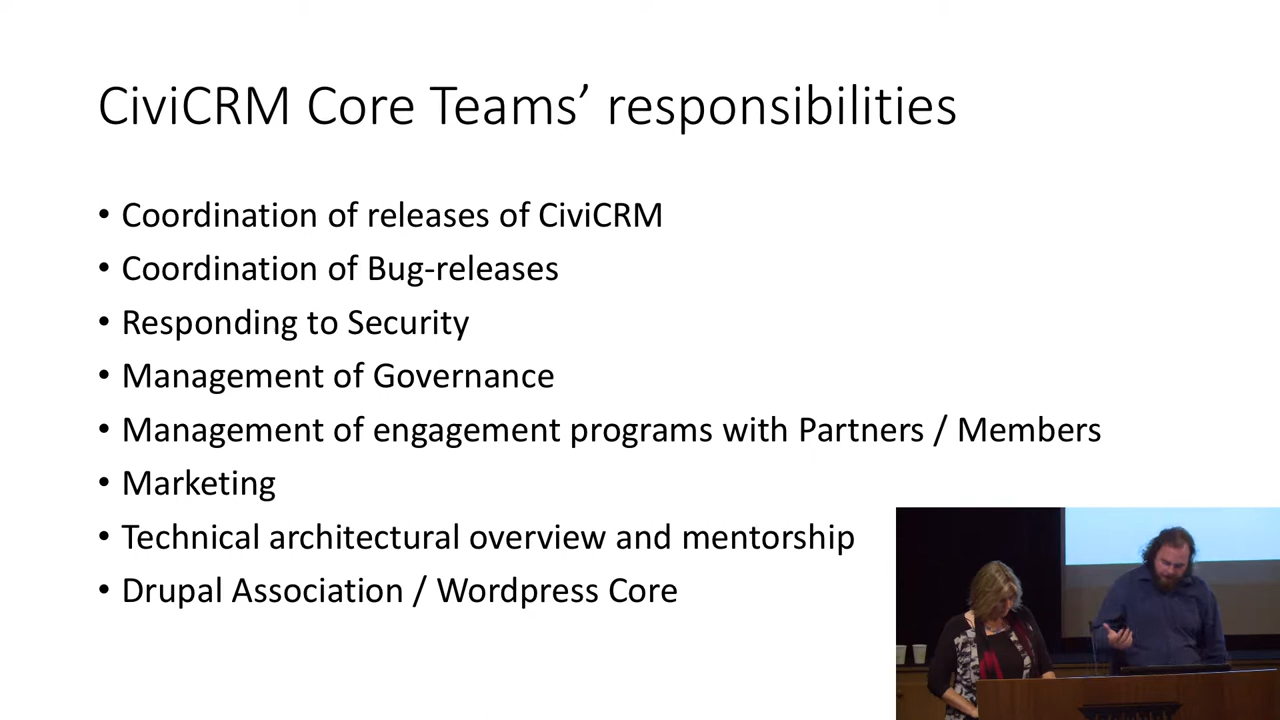 CiviCRM Core Teams’ responsibilities
• Coordination of releases of CiviCRM
• Coordination of Bug-releases
• Responding to Security
• Management of Governance
• Management of engagement programs with Partners / Members
• Marketing
• Technical architectural overview and mentorship
• Drupal Association / Wordpress Core